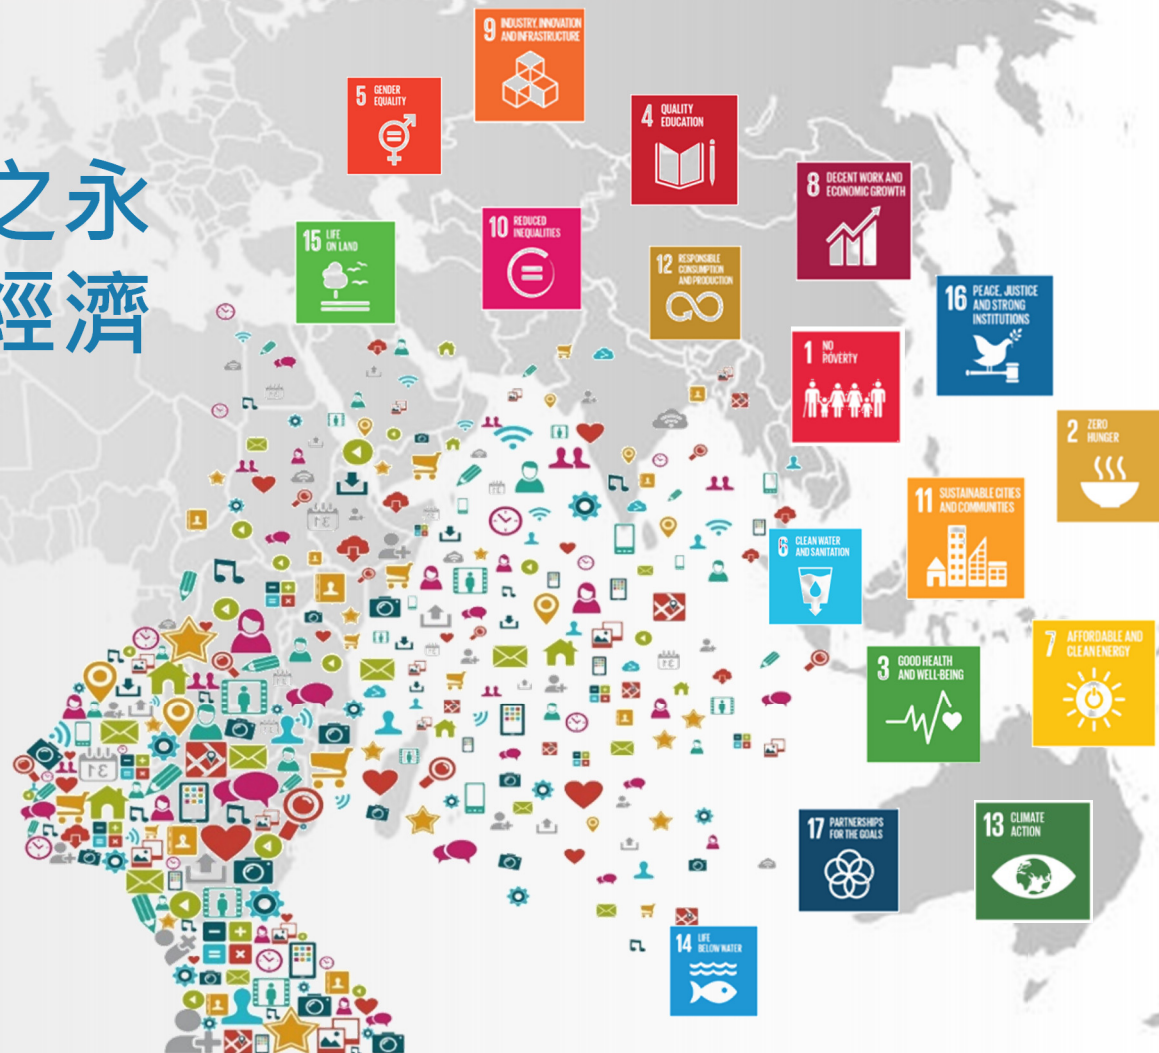 之永
經濟
9 INDUSTRY, INNOVATION
AND INFRASTRUCTURE
5 GENDER
EQUALITY
4 QUALITY
EDUCATION
8 DECENT WORK AND
ECONOMIC GROWTH
15 LIFE
ON LAND
10 REDUCED
INEQUALITIES
12 RESPONSIBLE
CONSUMPTION
AND PRODUCTION
16 PEACE, JUSTICE
AND STRONG
INSTITUTIONS
1 NO
POVERTY
2 ZERO
HUNGER
11 SUSTAINABLE CITIES
AND COMMUNITIES
6 CLEAN WATER
AND SANITATION
7 AFFORDABLE AND
CLEAN ENERGY
3 GOOD HEALTH
AND WELL-BEING
17 PARTNERSHIPS
FOR THE GOALS
13 CLIMATE
ACTION
14 LIFE
BELOW WATER